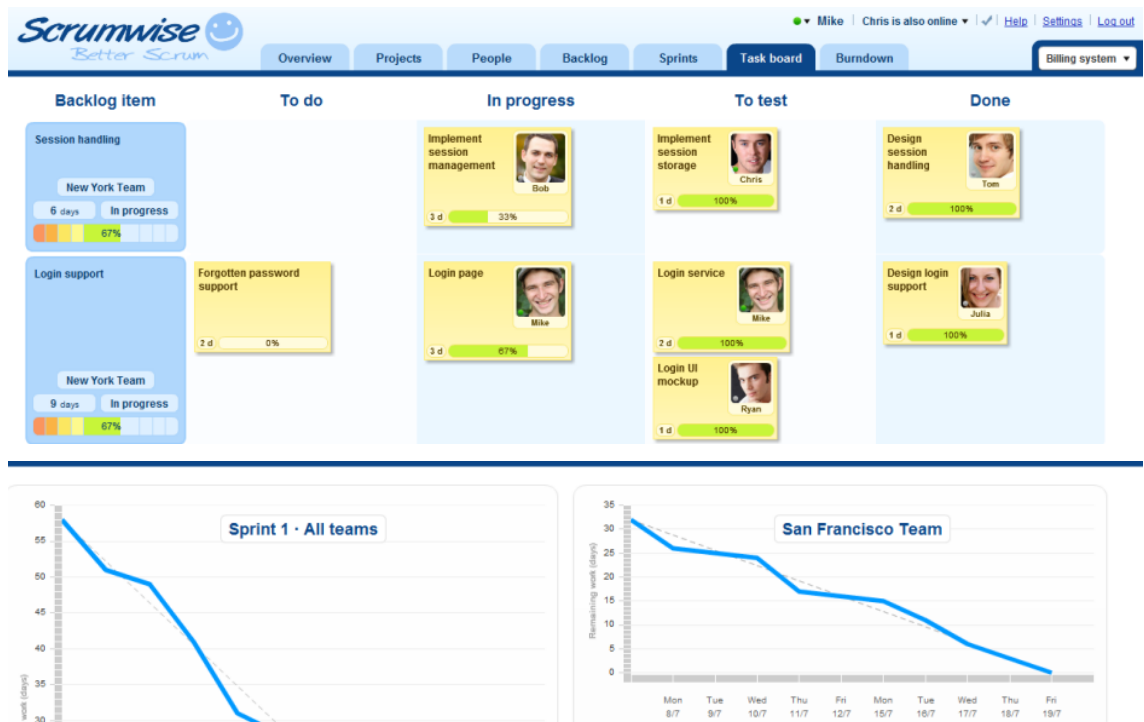 Scrumwise
Better Scrum
Mike
Chris is also online
Help
Settings
Log out
Overview
Projects
People
Backlog
Sprints
Task board
Burndown
Billing system
Backlog item
To do
In progress
To test
Done
Session handling
New York Team
6 days
In progress
67%
Implement
session
management
Bob
3 d
33%
Implement
session
storage
Chris
1 d
100%
Design
session
handling
Tom
2 d
100%
Login support
New York Team
9 days
In progress
67%
Forgotten password
support
2 d
0%
Login page
Mike
3 d
67%
Login service
Mike
2 d
100%
Login UI
mockup
Ryan
1 d
100%
Design login
support
Julia
1 d
100%
Sprint 1 · All teams
60
55
50
45
40
35
30
work (days)
San Francisco Team
35
30
25
20
15
10
5
0
Remaining work (days)
Mon Tue Wed Thu Fri Mon Tue Wed Thu Fri
8/7 9/7 10/7 11/7 12/7 15/7 16/7 17/7 18/7 19/7